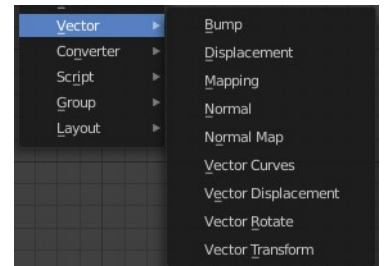 Vector
Converter
Script
Group
Layout
Bump
Displacement
Mapping
Normal
Normal Map
Vector Curves
Vector Displacement
Vector Rotate
Vector Transform